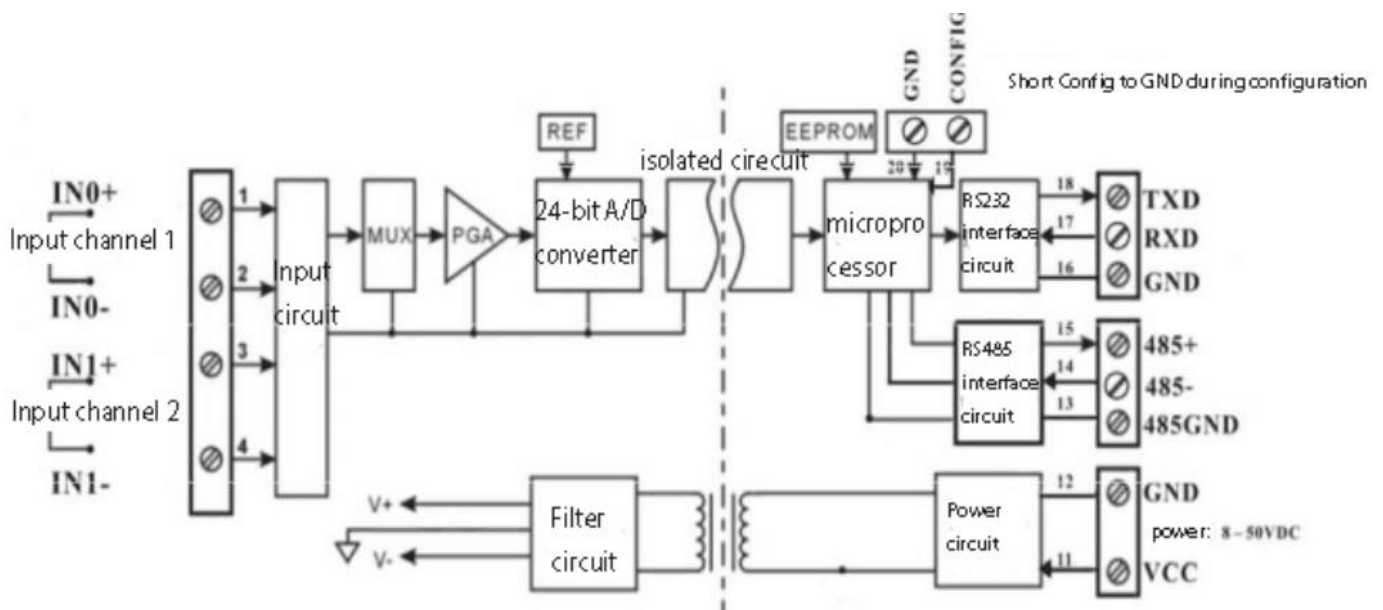 GND
CONFIG
Short Config to GND during configuration
REF
EEPROM
isolated cirecuit
20
19
IN0+
Input channel 1
IN0-
IN1+
Input channel 2
IN1-
1
2
3
4
Input
circuit
MUX
PGA
24-bit A/D
converter
micropro
cessor
RS232
interface
circuit
18
17
16
TXD
RXD
GND
RS485
interface
circuit
15
14
13
485+
485-
485GND
V+
V-
Filter
circuit
Power
circuit
12
11
GND
power: 8-50VDC
VCC